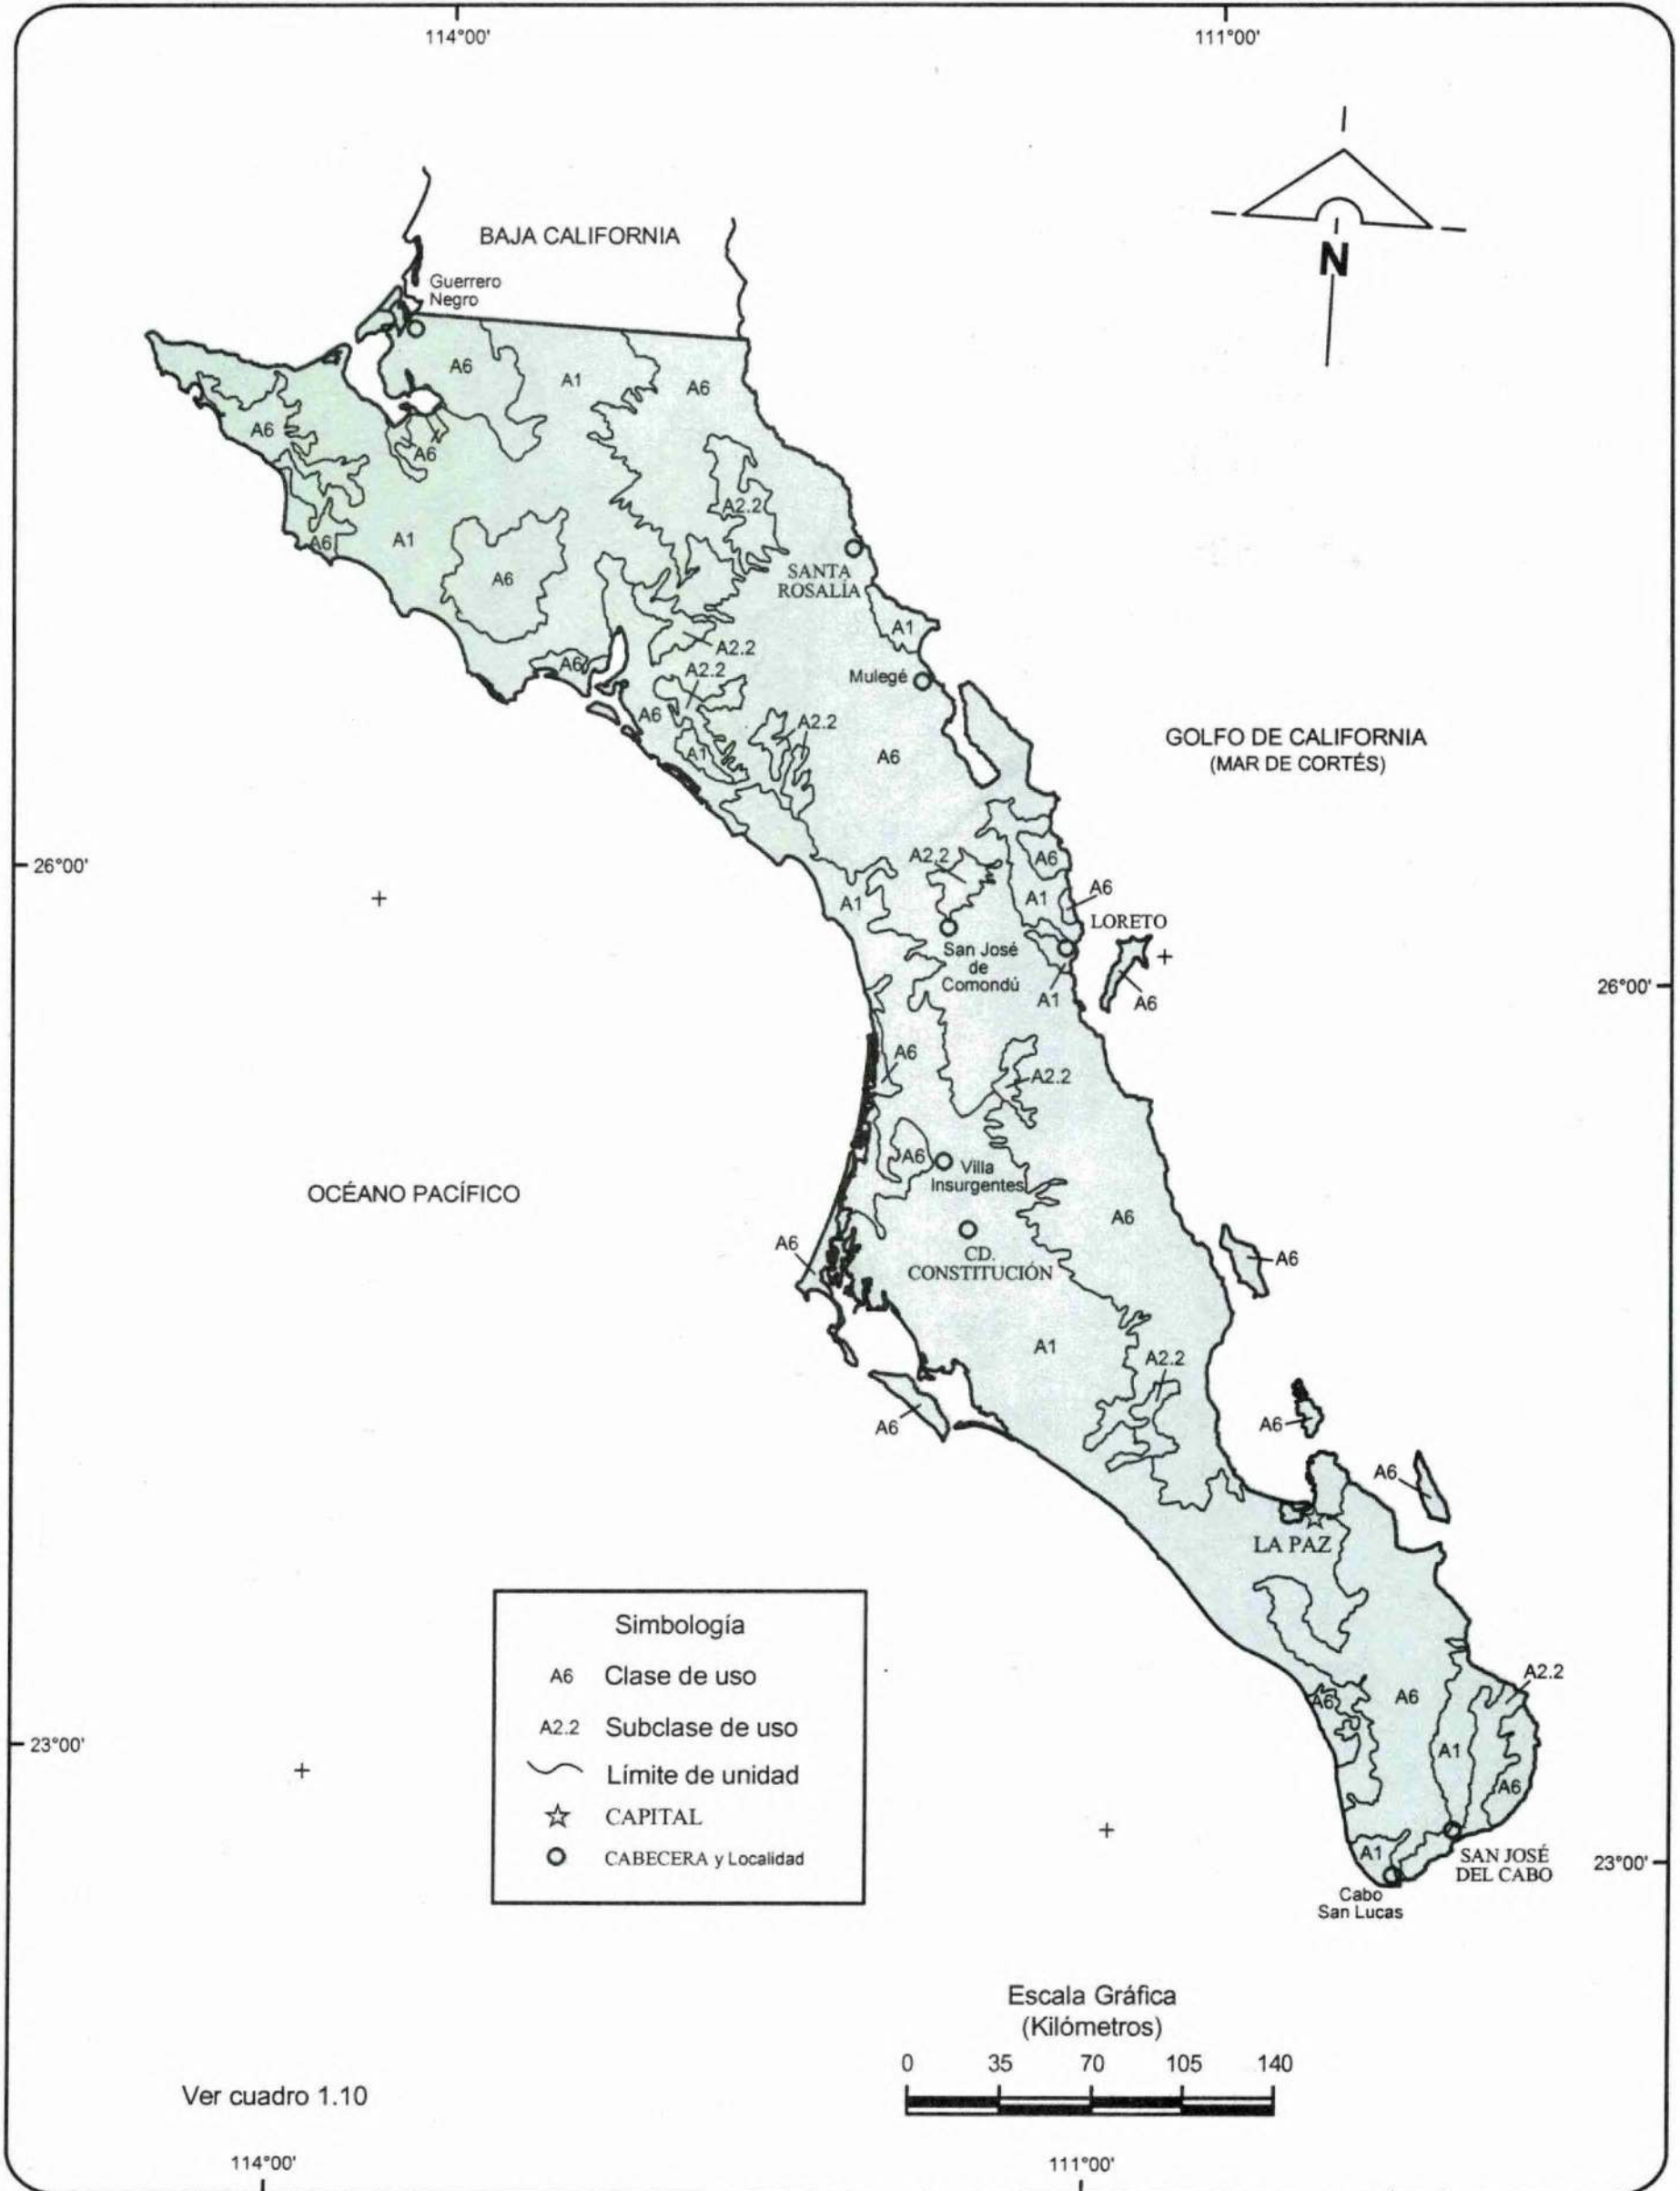 114°00'
111°00'
N
BAJA CALIFORNIA
Guerrero
Negro
A6
A1
A6
A6
A6
A2.2
A6
A1
A6
SANTA
ROSALÍA
A1
A2.2
A6
A2.2
Mulegé
A6
A2.2
A1
A6
GOLFO DE CALIFORNIA
(MAR DE CORTÉS)
26°00'
A2.2
A6
A6
A1
A1
LORETO
San José
de
Comondú
A1
A6
26°00'
A6
A2.2
A6
Villa
Insurgentes
OCÉANO PACÍFICO
A6
A6
CD.
CONSTITUCIÓN
A6
A1
A2.2
A6
A6
A6
LA PAZ
A2.2
A6
A6
A1
A6
23°00'
A1
SAN JOSÉ
DEL CABO
23°00'
Cabo
San Lucas
Simbología
A6 Clase de uso
A2.2 Subclase de uso
Límite de unidad
CAPITAL
CABECERA y Localidad
Escala Gráfica
(Kilómetros)
0 35 70 105 140
Ver cuadro 1.10
114°00'
111°00'